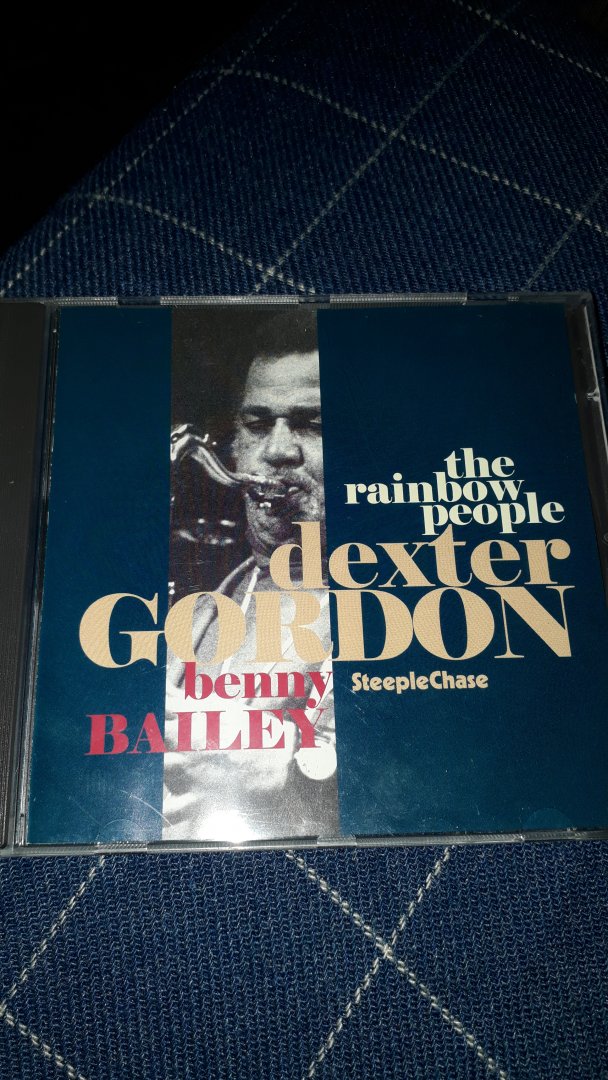 the
rainbow
people
dexter
GORDON
benny
SteepleChase
BAILEY